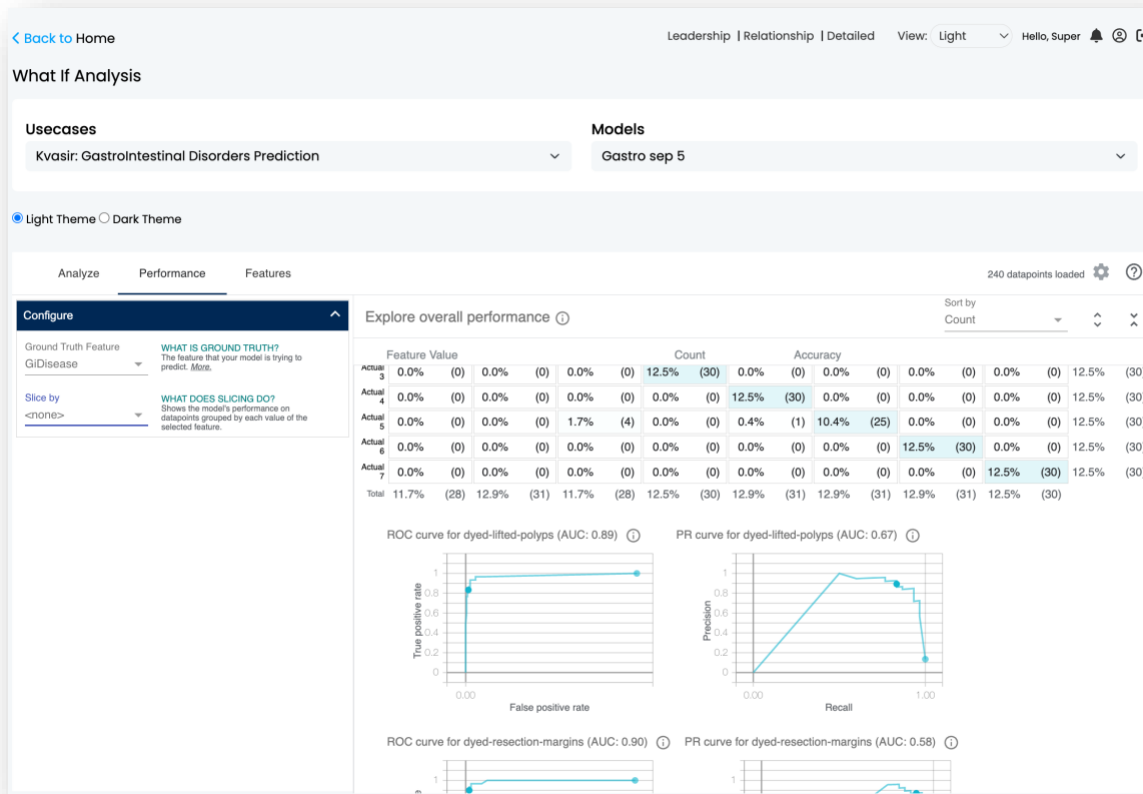 Back to Home
Leadership | Relationship | Detailed View: Light Hello, Super
What If Analysis
Usecases Models
Kvasir: GastroIntestinal Disorders Prediction Gastro sep 5
Light Theme Dark Theme
Analyze Performance Features 240 datapoints loaded
Configure
Ground Truth Feature
GiDisease
WHAT IS GROUND TRUTH?
The feature that your model is trying to
predict. More.
Slice by
<none>
WHAT DOES SLICING DO?
Shows the model's performance on
datapoints grouped by each value of the
selected feature.
Explore overall performance
Sort by
Count
Feature Value Count Accuracy
Actual 3 0.0% (0) 0.0% (0) 0.0% (0) 12.5% (30) 0.0% (0) 0.0% (0) 0.0% (0) 0.0% (0) 12.5% (30
Actual 4 0.0% (0) 0.0% (0) 0.0% (0) 0.0% (0) 12.5% (30) 0.0% (0) 0.0% (0) 0.0% (0) 12.5% (30
Actual 5 0.0% (0) 0.0% (0) 1.7% (4) 0.0% (0) 0.4% (1) 10.4% (25) 0.0% (0) 0.0% (0) 12.5% (30
Actual 6 0.0% (0) 0.0% (0) 0.0% (0) 0.0% (0) 0.0% (0) 0.0% (0) 12.5% (30) 0.0% (0) 12.5% (30
Actual 7 0.0% (0) 0.0% (0) 0.0% (0) 0.0% (0) 0.0% (0) 0.0% (0) 0.0% (0) 12.5% (30) 12.5% (30
Total 11.7% (28) 12.9% (31) 11.7% (28) 12.5% (30) 12.9% (31) 12.9% (31) 12.9% (31) 12.5% (30)
ROC curve for dyed-lifted-polyps (AUC: 0.89)
True positive rate
1
0.8
0.6
0.4
0.2
0
0.00
False positive rate
PR curve for dyed-lifted-polyps (AUC: 0.67)
Precision
1
0.8
0.6
0.4
0.2
0
0.00 1.00
Recall
ROC curve for dyed-resection-margins (AUC: 0.90)
1
PR curve for dyed-resection-margins (AUC: 0.58)
1